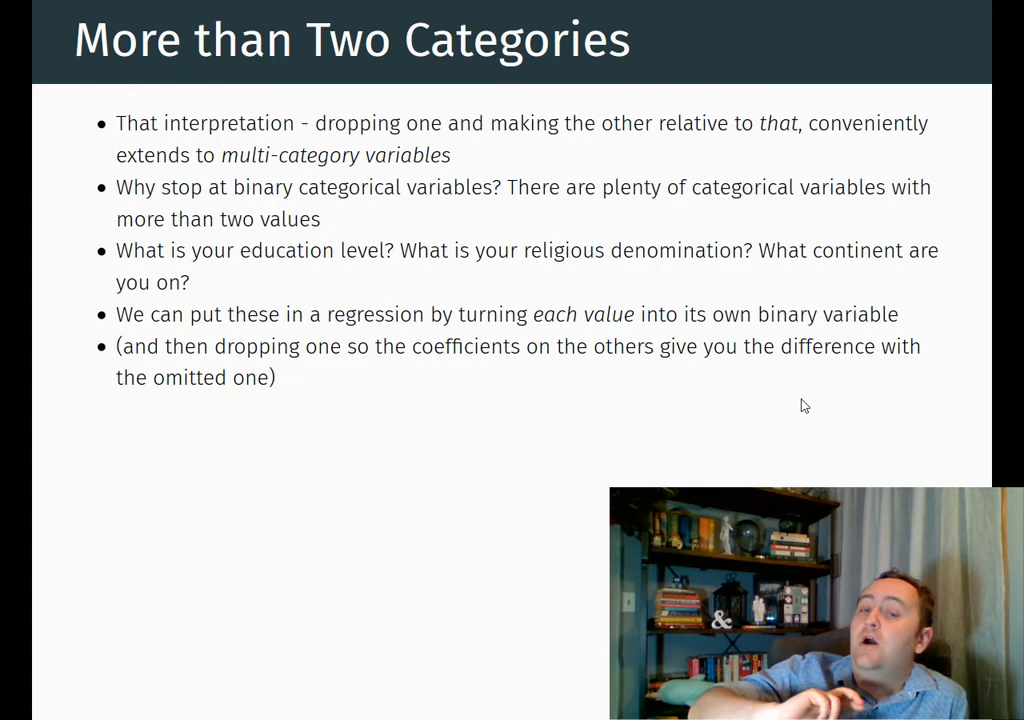 More than Two Categories
That interpretation - dropping one and making the other relative to that, conveniently
extends to multi-category variables
Why stop at binary categorical variables? There are plenty of categorical variables with
more than two values
What is your education level? What is your religious denomination? What continent are
you on?
We can put these in a regression by turning each value into its own binary variable
(and then dropping one so the coefficients on the others give you the difference with
the omitted one)
&